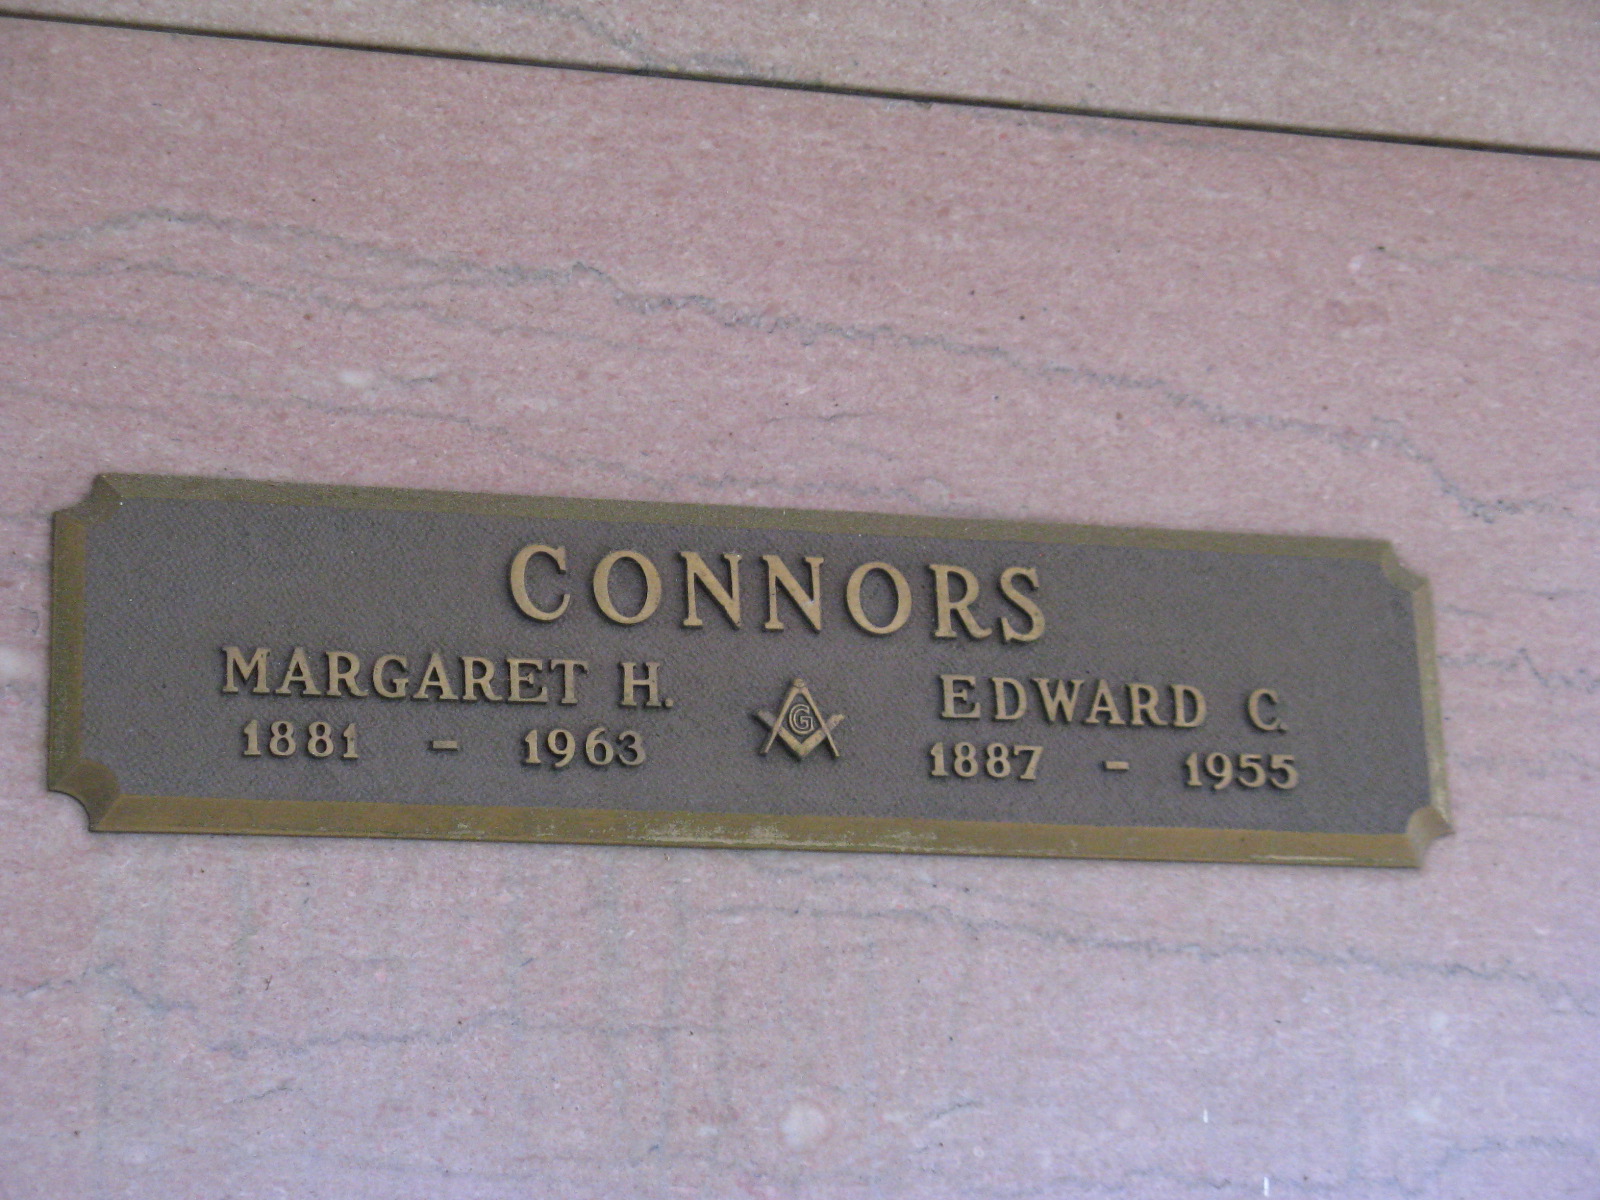 CONNORS
MARGARET H.
1881 - 1963
G
EDWARD C.
1887 - 1955